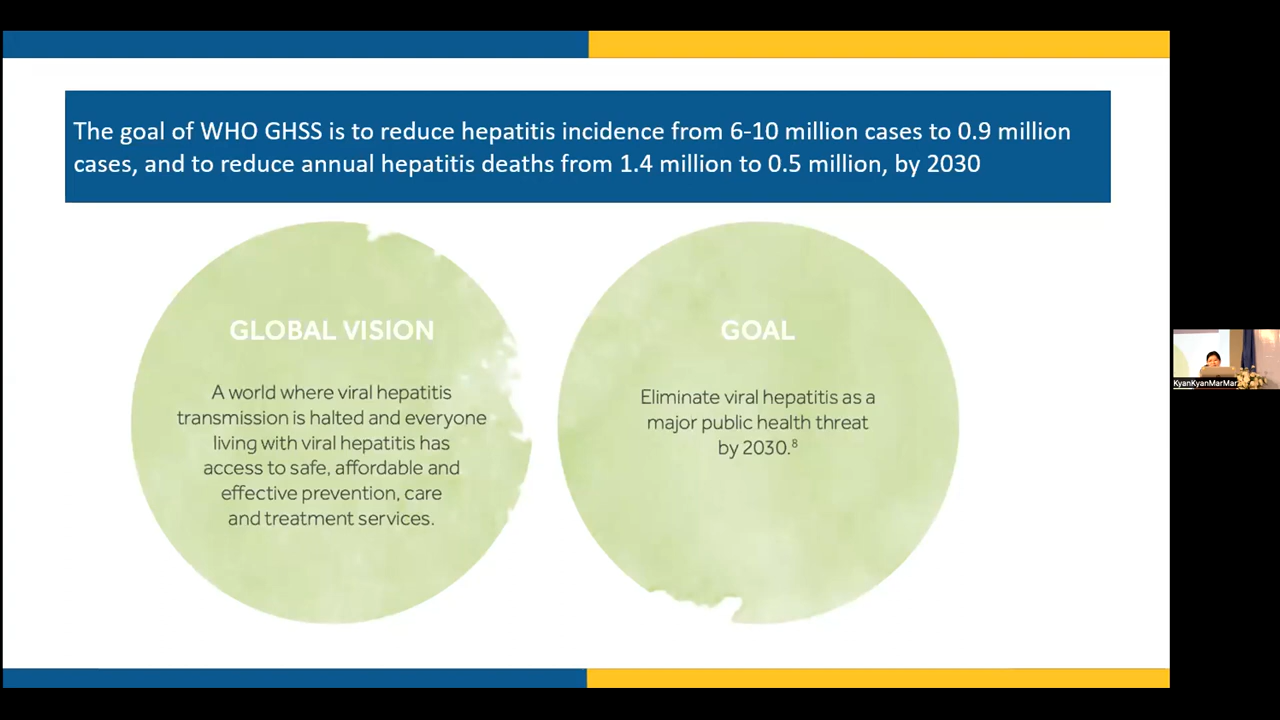 The goal of WHO GHSS is to reduce hepatitis incidence from 6-10 million cases to 0.9 million
cases, and to reduce annual hepatitis deaths from 1.4 million to 0.5 million, by 2030
GLOBAL VISION
A world where viral hepatitis
transmission is halted and everyone
living with viral hepatitis has
access to safe, affordable and
effective prevention, care
and treatment services.
GOAL
Eliminate viral hepatitis as a
major public health threat
by 2030.⁸